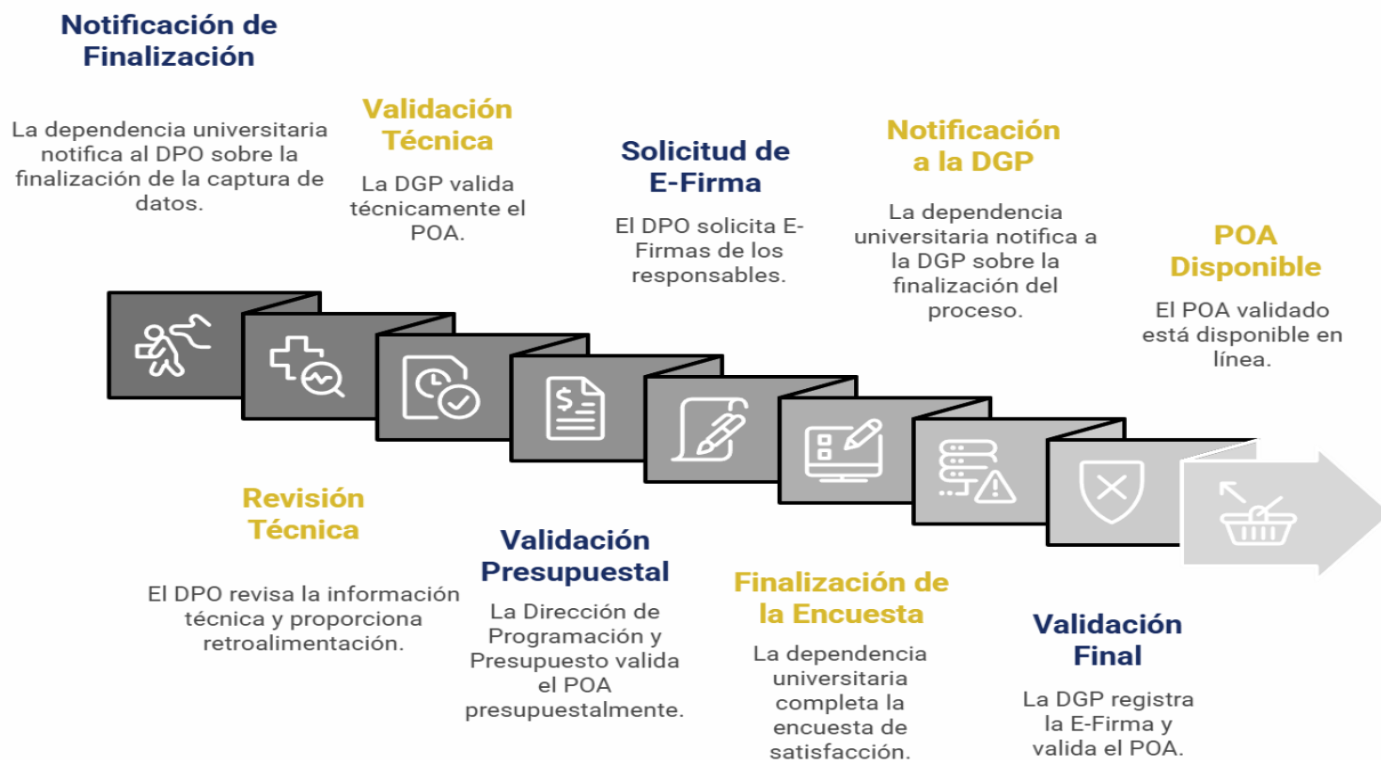 Notificación de
Finalización
La dependencia universitaria
notifica al DPO sobre la
finalización de la captura de
datos.
Revisión
Técnica
El DPO revisa la información
técnica y proporciona
retroalimentación.
Validación
Técnica
La DGP valida
técnicamente el
POA.
Validación
Presupuestal
La Dirección de
Programación y
Presupuesto valida
el POA
presupuestalmente.
Solicitud de
E-Firma
El DPO solicita E-
Firmas de los
responsables.
Finalización de
la Encuesta
La dependencia
universitaria
completa la
encuesta de
satisfacción.
Notificación
a la DGP
La dependencia
universitaria notifica a
la DGP sobre la
finalización del
proceso.
Validación
Final
La DGP registra
la E-Firma y
valida el POA.
POA
Disponible
El POA validado
está disponible en
línea.
$